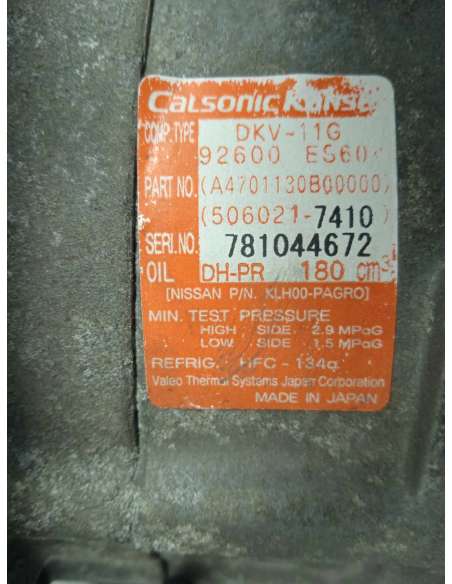 Calsonic Kansei
COMP.TYPE DKV-11G
92600 ES60
PART NO. (A4701130B00000)
(506021-7410)
SERI.NO. 781044672
OIL DH-PR 180 cm³
[NISSAN P/N. KLH00-PAGRO]
MIN. TEST PRESSURE
HIGH SIDE 2.9 MPaG
LOW SIDE 1.5 MPaG
REFRIG. HFC - 134a
Valeo Thermal Systems Japan Corporation
MADE IN JAPAN